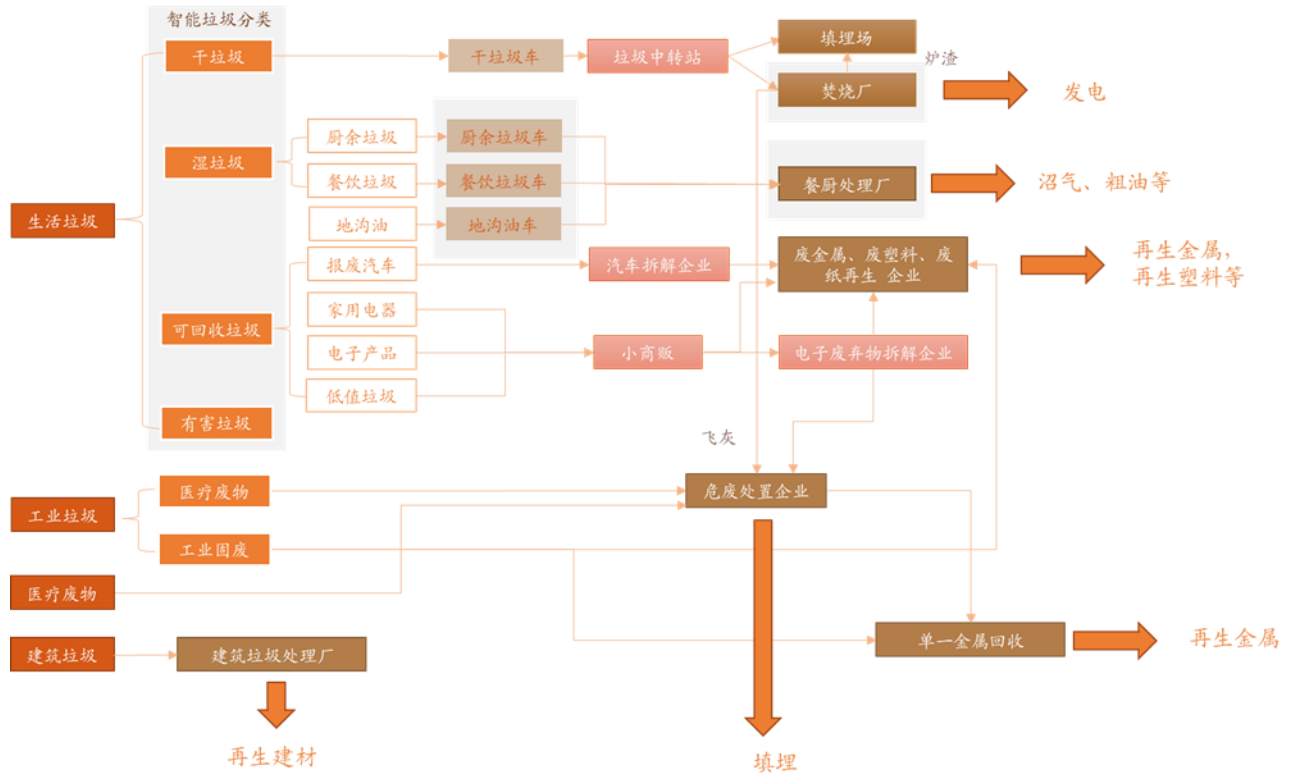 智能垃圾分类
干垃圾
干垃圾车
垃圾中转站
填埋场
炉渣
焚烧厂
发电
湿垃圾
厨余垃圾
厨余垃圾车
餐饮垃圾
餐饮垃圾车
餐厨处理厂
沼气、粗油等
生活垃圾
地沟油
地沟油车
报废汽车
汽车拆解企业
废金属、废塑料、废
纸再生 企业
再生金属,
再生塑料等
家用电器
可回收垃圾
电子产品
小商贩
电子废弃物拆解企业
低值垃圾
有害垃圾
飞灰
工业垃圾
医疗废物
危废处置企业
工业固废
医疗废物
建筑垃圾
建筑垃圾处理厂
单一金属回收
再生金属
再生建材
填埋